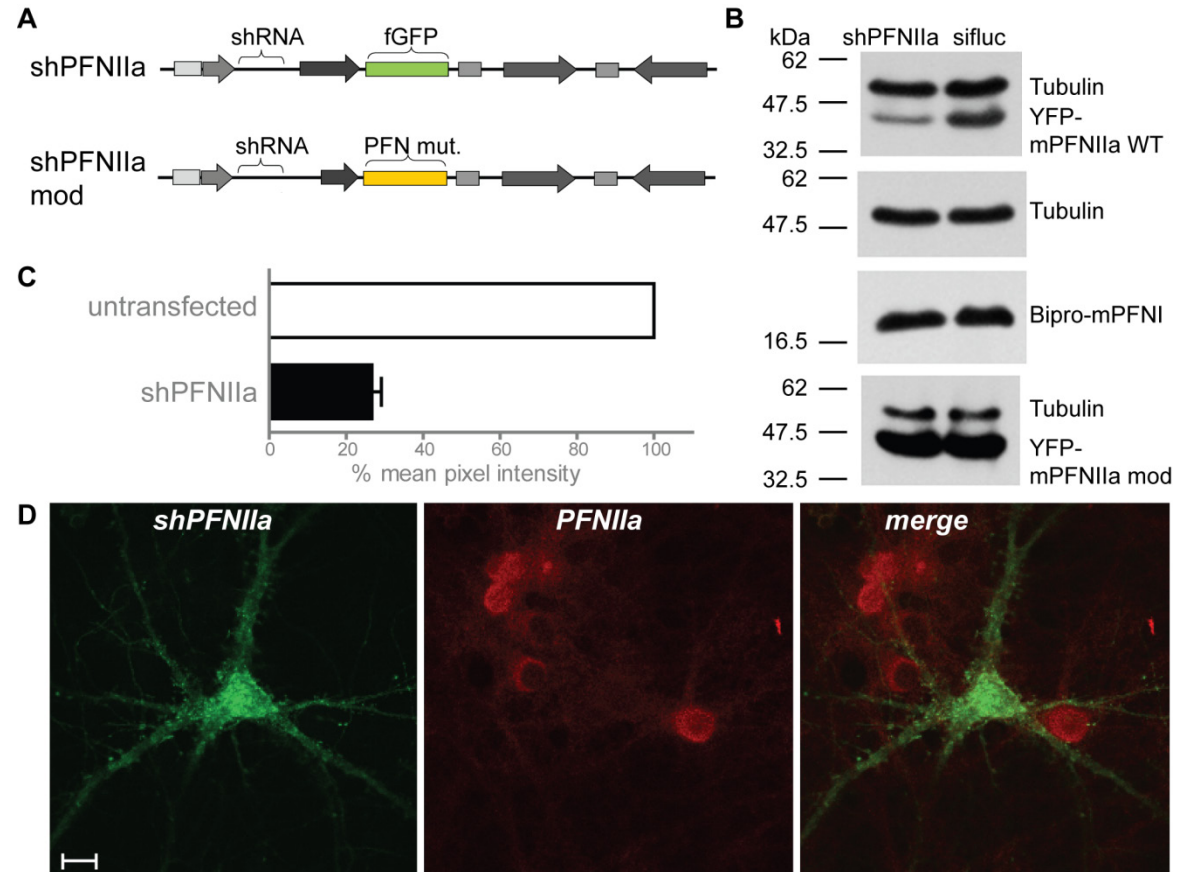 A
shRNA fGFP
shPFNIIa
shRNA PFN mut.
shPFNIIa
mod
B
kDa shPFNIIa sifluc
62
Tubulin
47.5
YFP-
mPFNIIa WT
32.5
62
Tubulin
47.5
Bipro-mPFNI
16.5
62
Tubulin
47.5
YFP-
mPFNIIa mod
32.5
C
untransfected
shPFNIIa
0 20 40 60 80 100
% mean pixel intensity
D
shPFNIIa PFNIIa merge